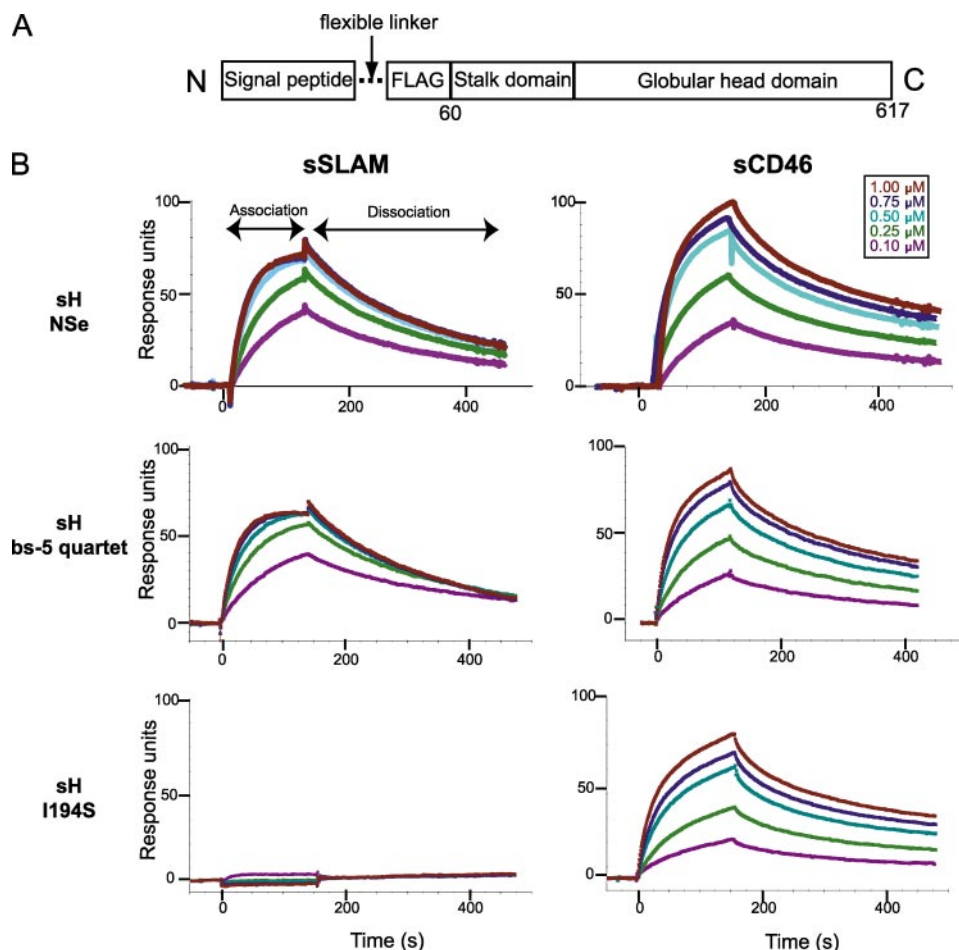 A
flexible linker
N
Signal peptide
FLAG
Stalk domain
Globular head domain
C
60
617
B
sSLAM
sCD46
1.00 µM
0.75 µM
0.50 µM
0.25 µM
0.10 µM
sH
NSe
Response units
100
50
0
Association
Dissociation
0
200
400
100
50
0
0
200
400
sH
bs-5 quartet
Response units
100
50
0
0
200
400
100
50
0
0
200
400
sH
I194S
Response units
100
50
0
0
200
400
Time (s)
100
50
0
0
200
400
Time (s)